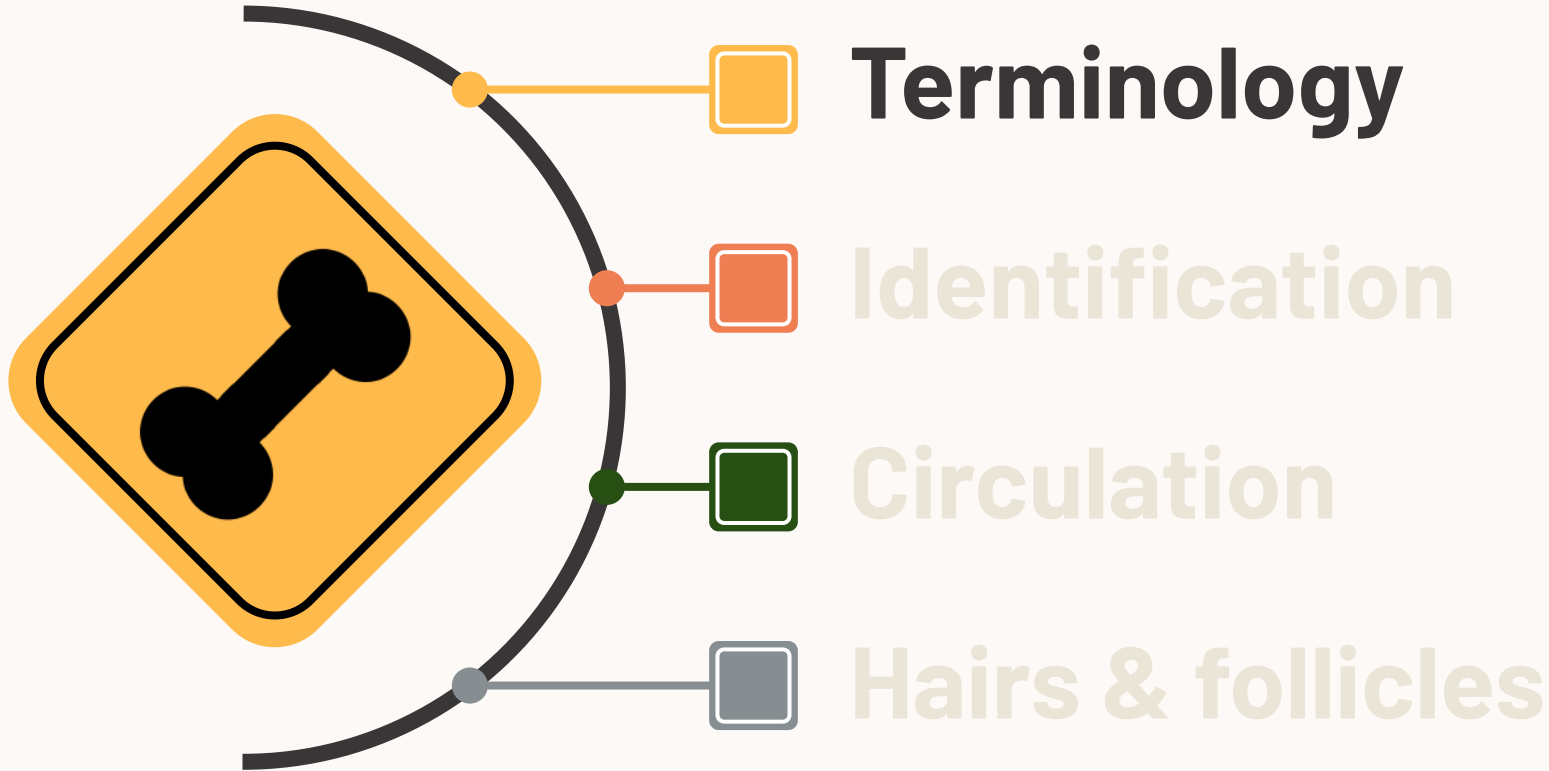 Terminology
Identification
Circulation
Hairs & follicles